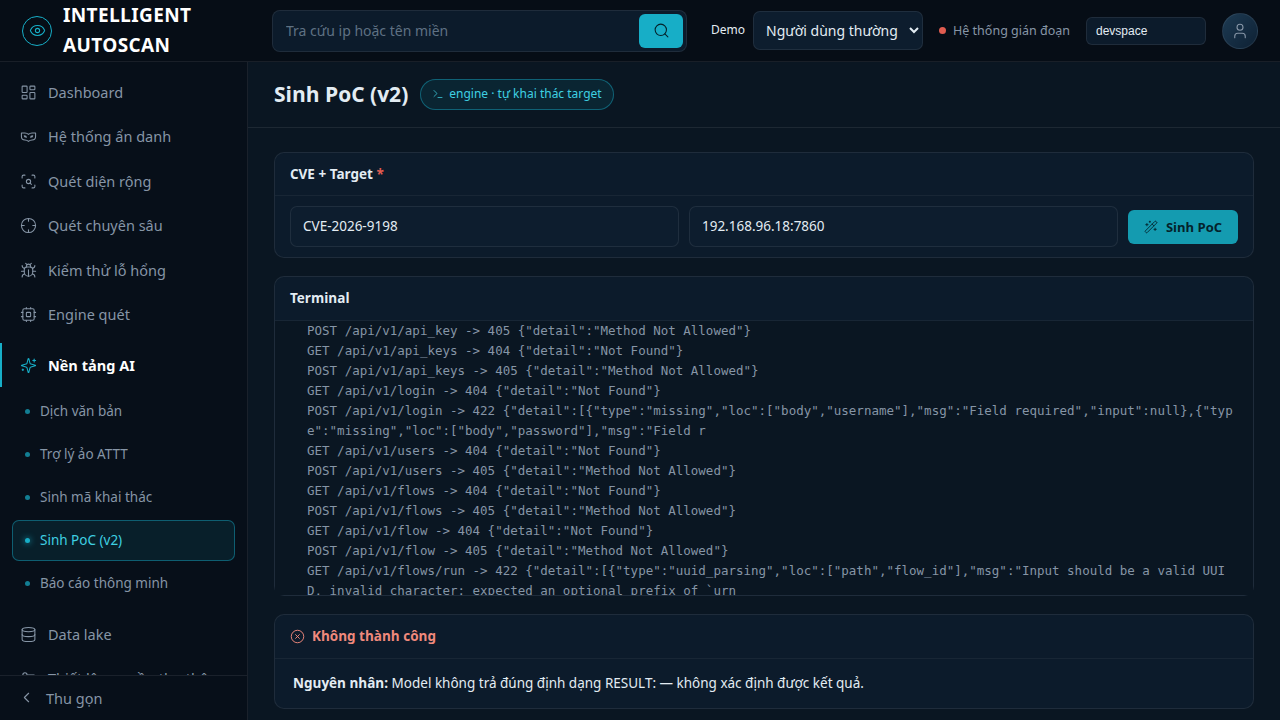 INTELLIGENT
AUTOSCAN
Tra cứu ip hoặc tên miền
Demo
Người dùng thường
Hệ thống gián đoạn
devspace
Dashboard
Hệ thống ẩn danh
Quét diện rộng
Quét chuyên sâu
Kiểm thử lỗ hổng
Engine quét
Nền tảng AI
Dịch văn bản
Trợ lý ảo ATTT
Sinh mã khai thác
Sinh PoC (v2)
Báo cáo thông minh
Data lake
Thu gọn
Sinh PoC (v2)
engine · tự khai thác target
CVE + Target *
CVE-2026-9198
192.168.96.18:7860
Sinh PoC
Terminal
POST /api/v1/api_key -> 405 {"detail":"Method Not Allowed"}
GET /api/v1/api_keys -> 404 {"detail":"Not Found"}
POST /api/v1/api_keys -> 405 {"detail":"Method Not Allowed"}
GET /api/v1/login -> 404 {"detail":"Not Found"}
POST /api/v1/login -> 422 {"detail":[{"type":"missing","loc":["body","username"],"msg":"Field required","input":null},{"typ
e":"missing","loc":["body","password"],"msg":"Field r
GET /api/v1/users -> 404 {"detail":"Not Found"}
POST /api/v1/users -> 405 {"detail":"Method Not Allowed"}
GET /api/v1/flows -> 404 {"detail":"Not Found"}
POST /api/v1/flows -> 405 {"detail":"Method Not Allowed"}
GET /api/v1/flow -> 404 {"detail":"Not Found"}
POST /api/v1/flow -> 405 {"detail":"Method Not Allowed"}
GET /api/v1/flows/run -> 422 {"detail":[{"type":"uuid_parsing","loc":["path","flow_id"],"msg":"Input should be a valid UUI
D, invalid character: expected an optional prefix of `urn
Không thành công
Nguyên nhân: Model không trả đúng định dạng RESULT: — không xác định được kết quả.